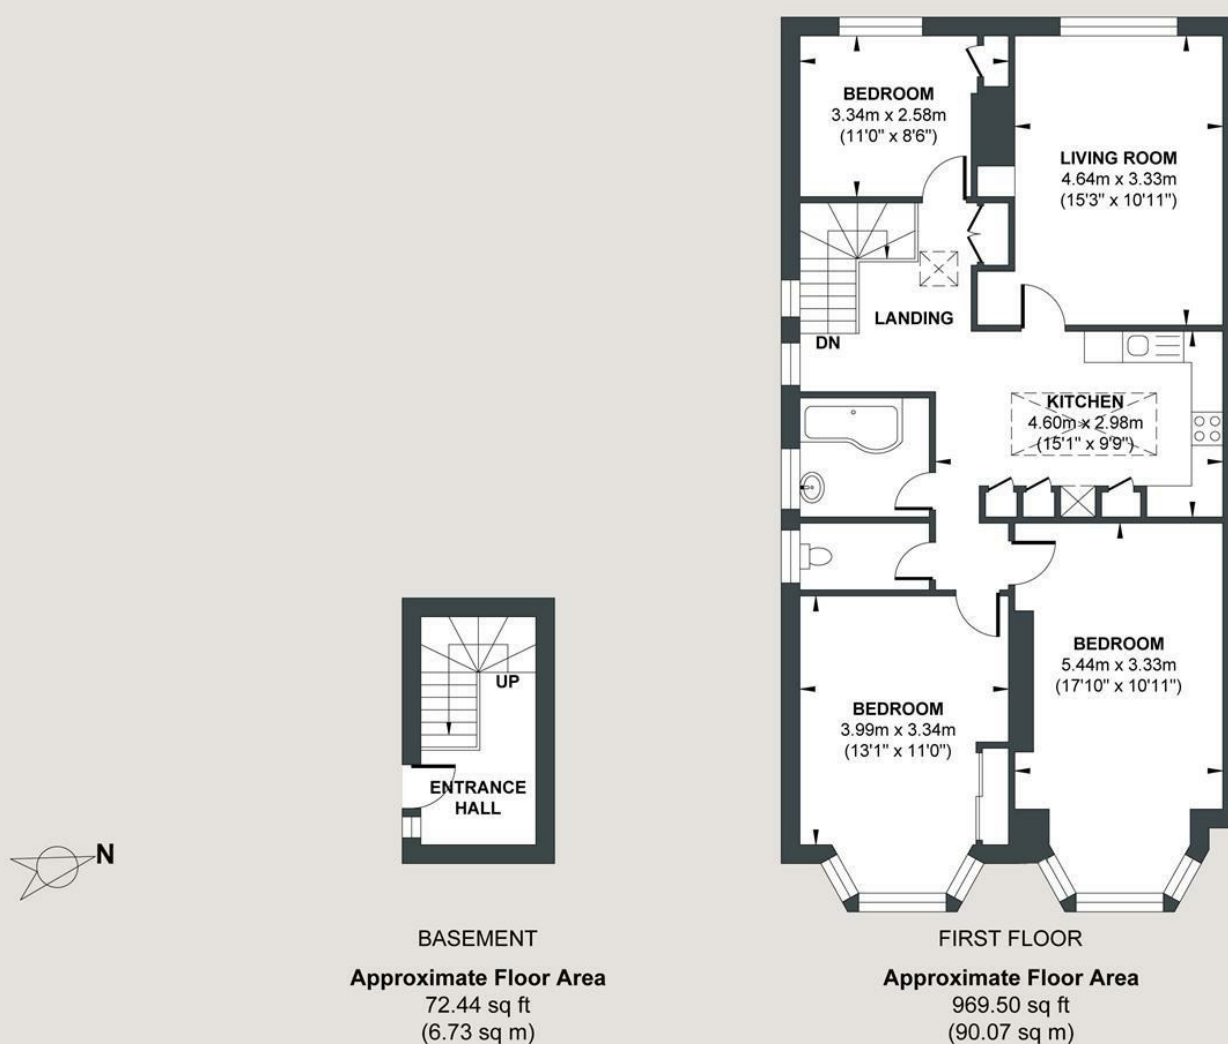 BEDROOM
3.34m x 2.58m
(11'0" x 8'6")
LIVING ROOM
4.64m x 3.33m
(15'3" x 10'11")
LANDING
DN
KITCHEN
4.60m x 2.98m
(15'1" x 9'9")
BEDROOM
5.44m x 3.33m
(17'10" x 10'11")
BEDROOM
3.99m x 3.34m
(13'1" x 11'0")
UP
ENTRANCE
HALL
N
BASEMENT
Approximate Floor Area
72.44 sq ft
(6.73 sq m)
FIRST FLOOR
Approximate Floor Area
969.50 sq ft
(90.07 sq m)